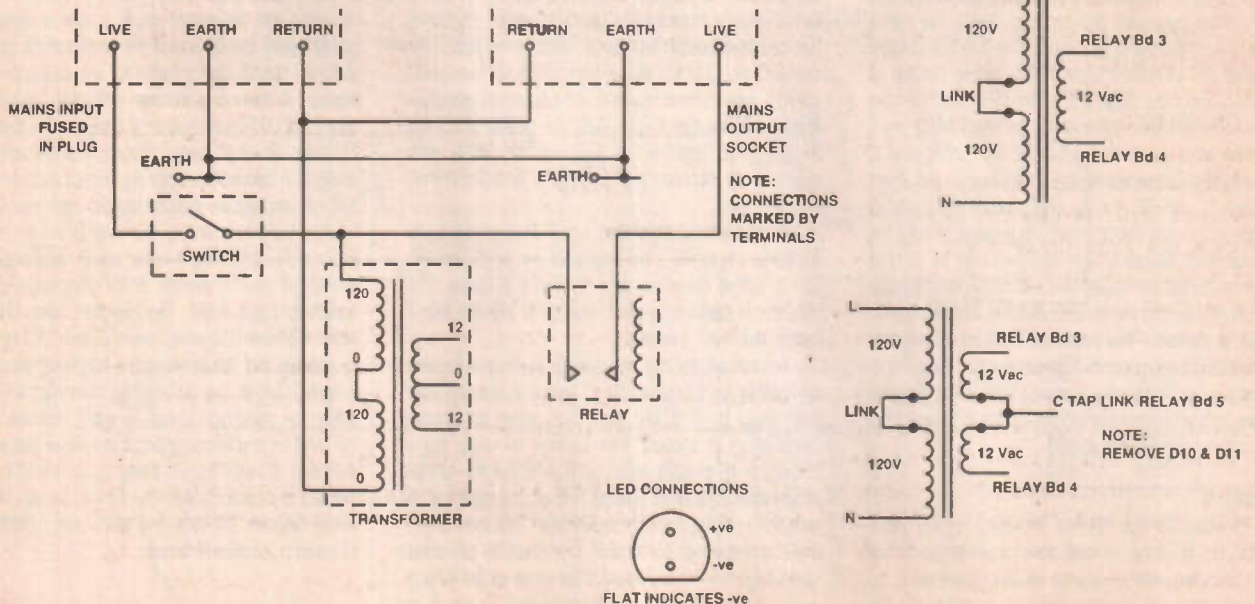 LIVE EARTH RETURN
RETURN EARTH LIVE
MAINS INPUT
FUSED
IN PLUG
EARTH
SWITCH
EARTH
MAINS
OUTPUT
SOCKET
NOTE:
CONNECTIONS
MARKED BY
TERMINALS
120
0
120
0
12
0
12
TRANSFORMER
RELAY
LED CONNECTIONS
+ve
-ve
FLAT INDICATES -ve
120V
LINK
120V
N
RELAY Bd 3
12 Vac
RELAY Bd 4
L
120V
LINK
120V
N
RELAY Bd 3
12 Vac
C TAP LINK RELAY Bd 5
12 Vac
RELAY Bd 4
NOTE:
REMOVE D10 & D11